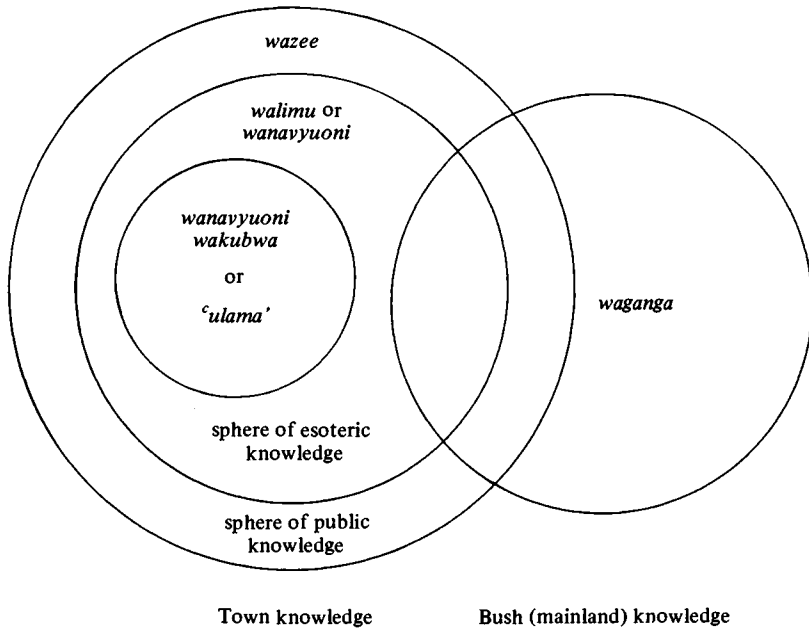 wazee
walimu or
wanavyuoni
wanavyuoni
wakubwa
or
ᶜulama'
waganga
sphere of esoteric
knowledge
sphere of public
knowledge
Town knowledge
Bush (mainland) knowledge